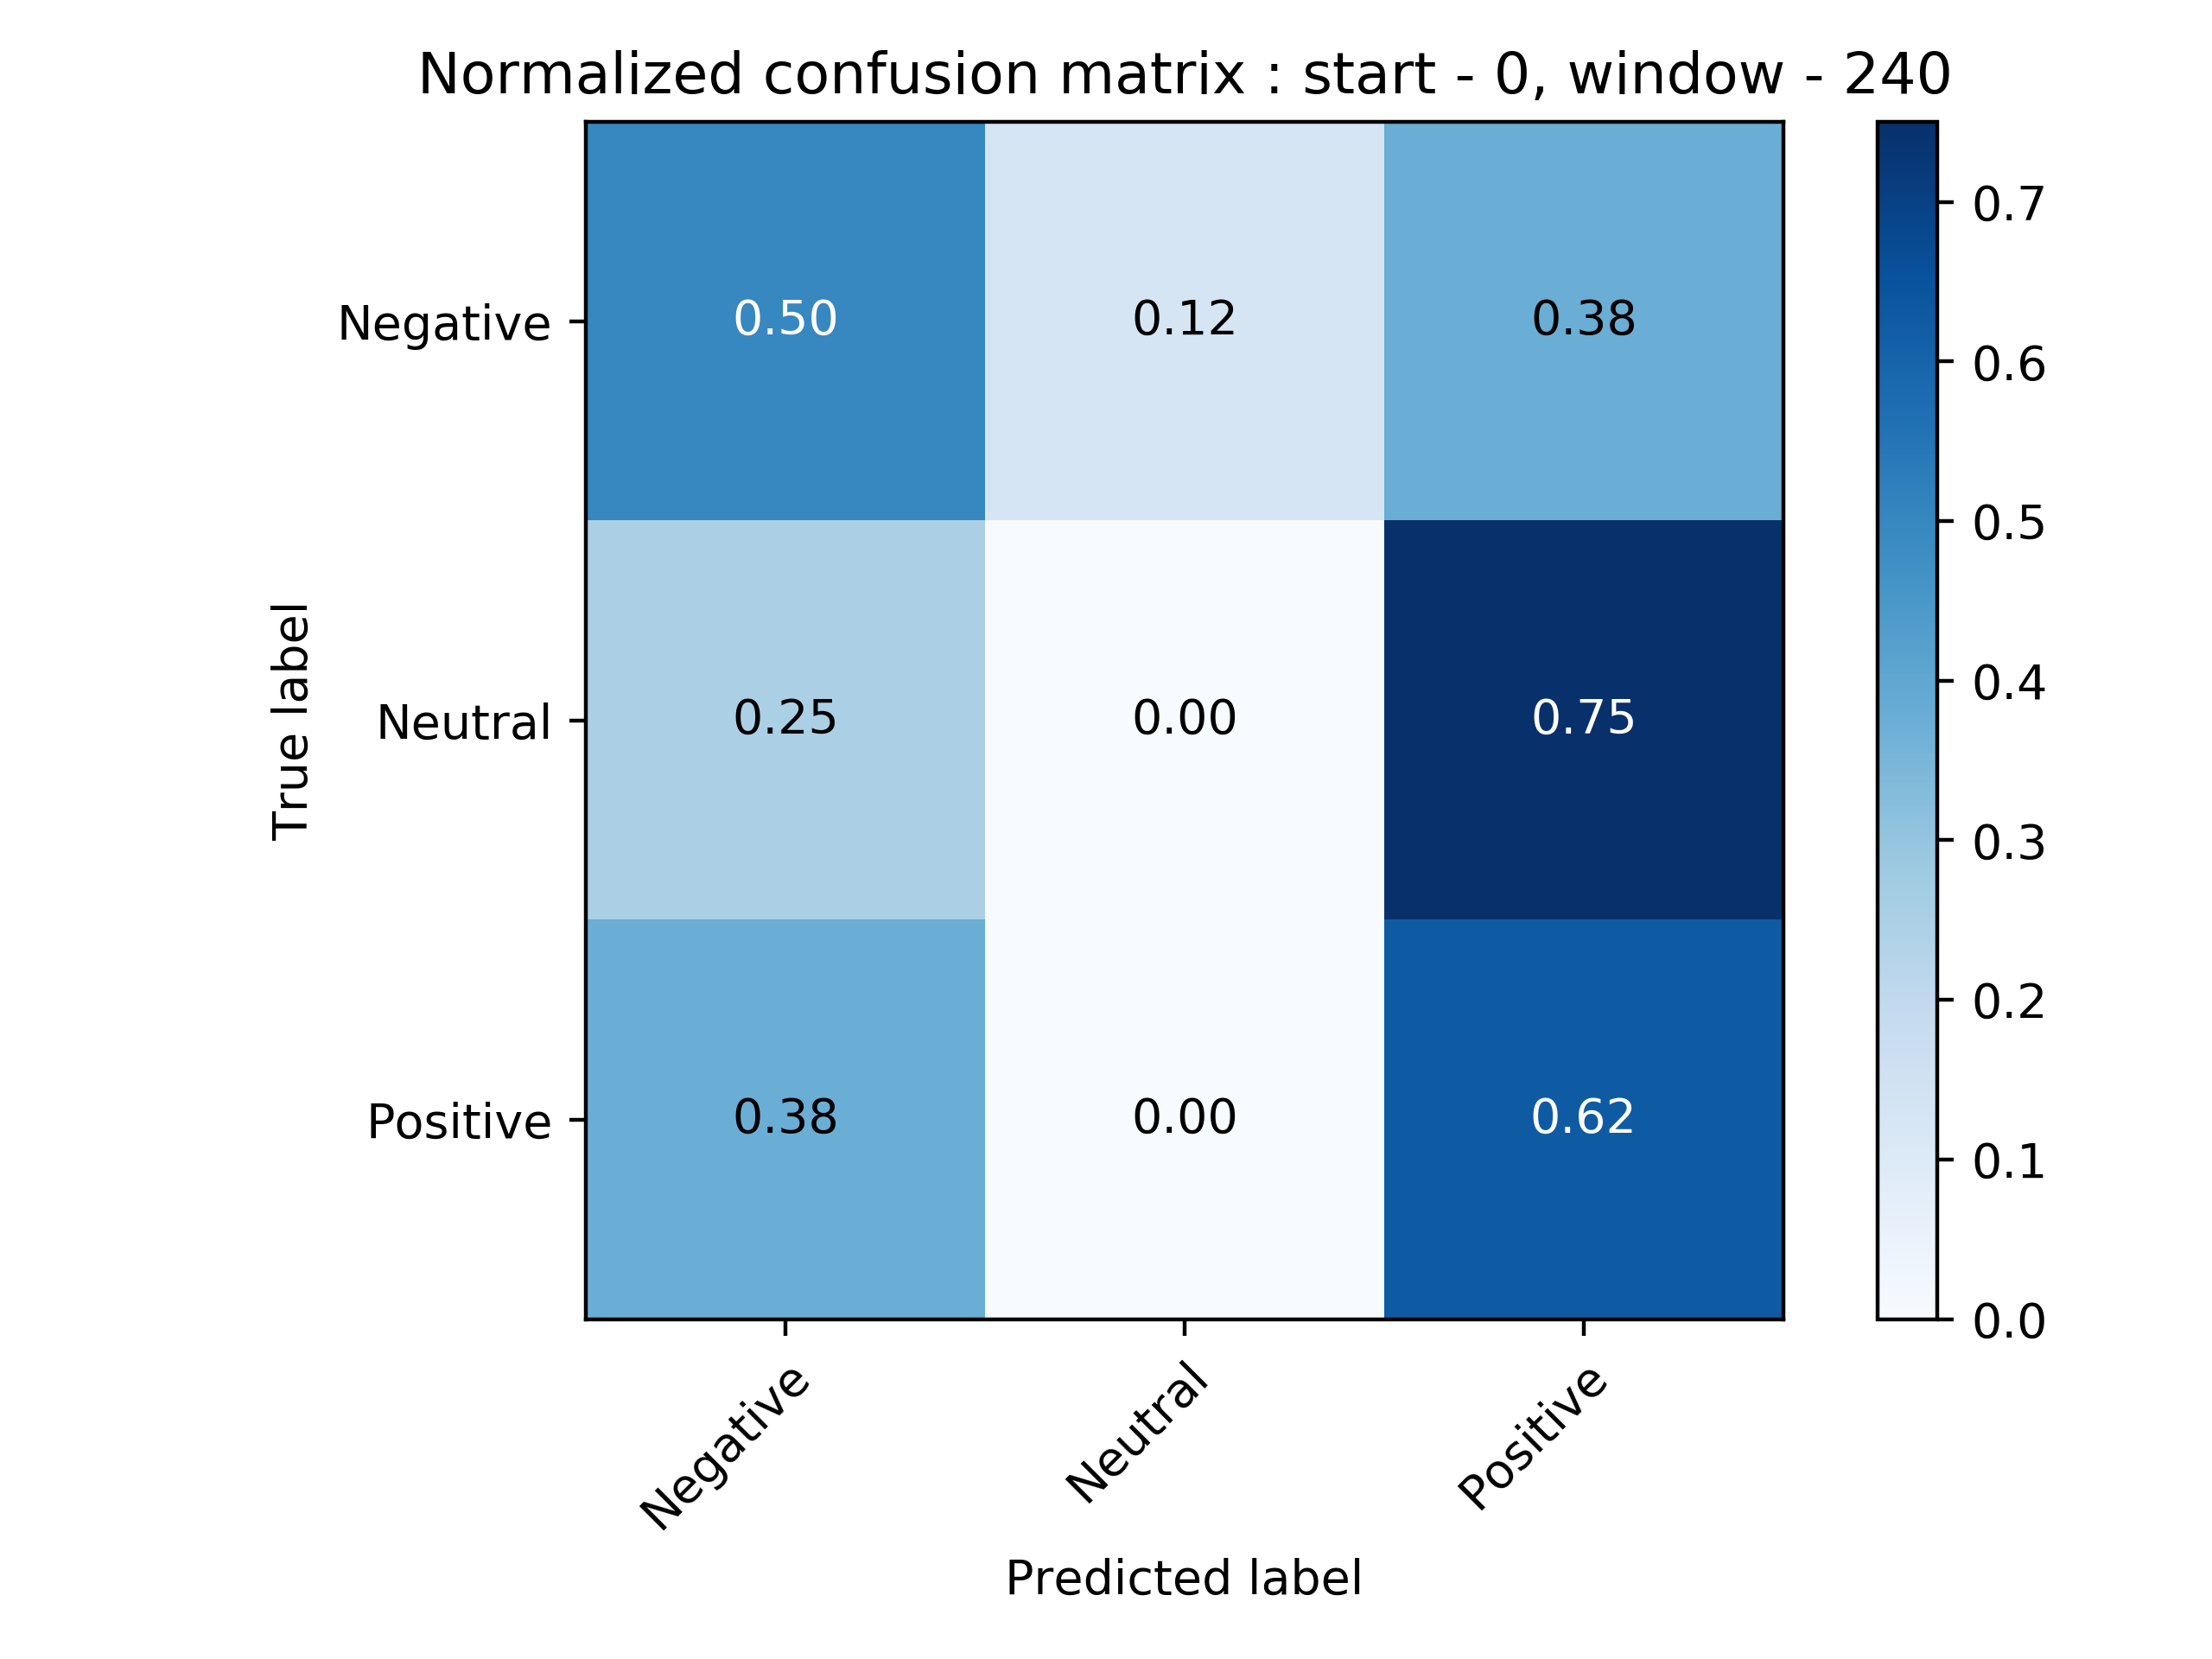 Normalized confusion matrix : start - 0, window - 240
True label
Negative 0.50 0.12 0.38
Neutral 0.25 0.00 0.75
Positive 0.38 0.00 0.62
Negative Neutral Positive
Predicted label
0.7
0.6
0.5
0.4
0.3
0.2
0.1
0.0